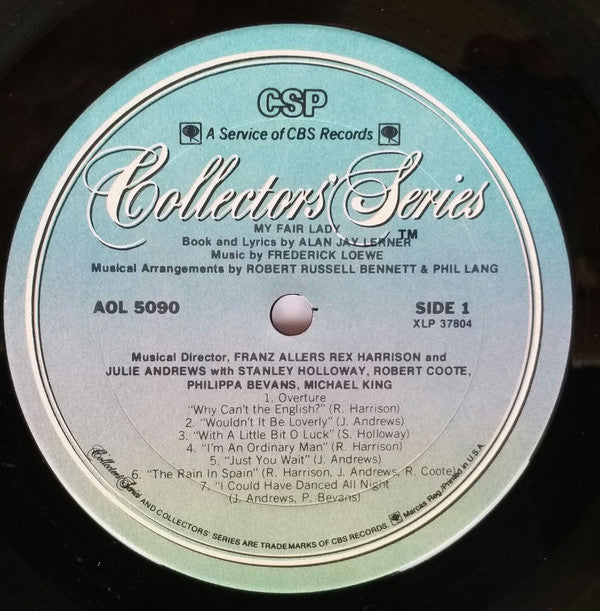 CSP
A Service of CBS Records
Collectors' Series
TM
MY FAIR LADY
Book and Lyrics by ALAN JAY LERNER
Music by FREDERICK LOEWE
Musical Arrangements by ROBERT RUSSELL BENNETT & PHIL LANG
AOL 5090
SIDE 1
XLP 37804
Musical Director, FRANZ ALLERS REX HARRISON and
JULIE ANDREWS with STANLEY HOLLOWAY, ROBERT COOTE,
PHILIPPA BEVANS, MICHAEL KING
1. Overture
"Why Can't the English?" (R. Harrison)
2. "Wouldn't It Be Loverly" (J. Andrews)
3. "With A Little Bit O Luck" (S. Holloway)
4. "I'm An Ordinary Man" (R. Harrison)
5. "Just You Wait" (J. Andrews)
6. "The Rain In Spain" (R. Harrison, J. Andrews, R. Coote)
7. "I Could Have Danced All Night
(J. Andrews, P. Bevans)
Collectors' Series AND COLLECTORS' SERIES ARE TRADEMARKS OF CBS RECORDS. Marcas Reg./Printed in U.S.A.